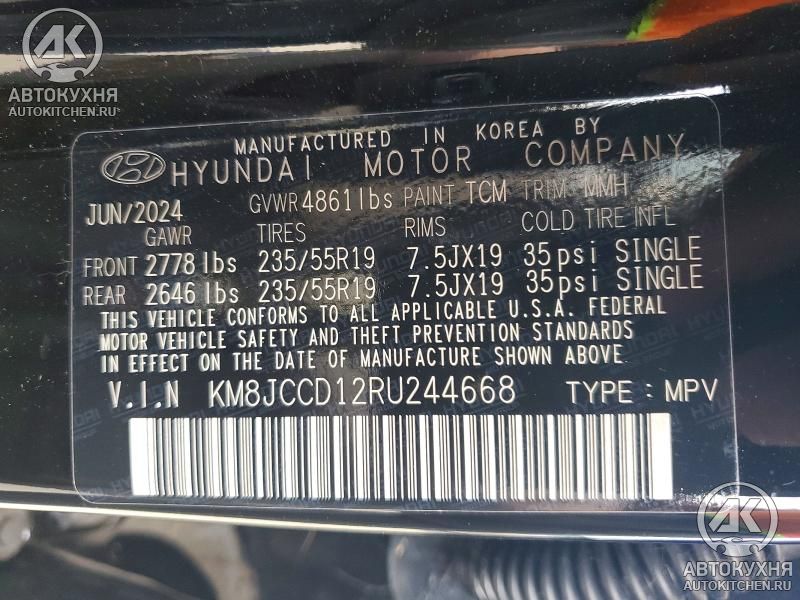 АК
АВТОКУХНЯ
AUTOKITCHEN.RU
MANUFACTURED IN KOREA BY
HYUNDAI MOTOR COMPANY
JUN/2024 GVWR 4861lbs PAINT TCM TRIM MMH
GAWR TIRES RIMS COLD TIRE INFL
FRONT 2778 lbs 235/55R19 7.5JX19 35psi SINGLE
REAR 2646 lbs 235/55R19 7.5JX19 35psi SINGLE
THIS VEHICLE CONFORMS TO ALL APPLICABLE U.S.A. FEDERAL
MOTOR VEHICLE SAFETY AND THEFT PREVENTION STANDARDS
IN EFFECT ON THE DATE OF MANUFACTURE SHOWN ABOVE.
V.I.N KM8JCCD12RU244668 TYPE : MPV
АК
АВТОКУХНЯ
AUTOKITCHEN.RU